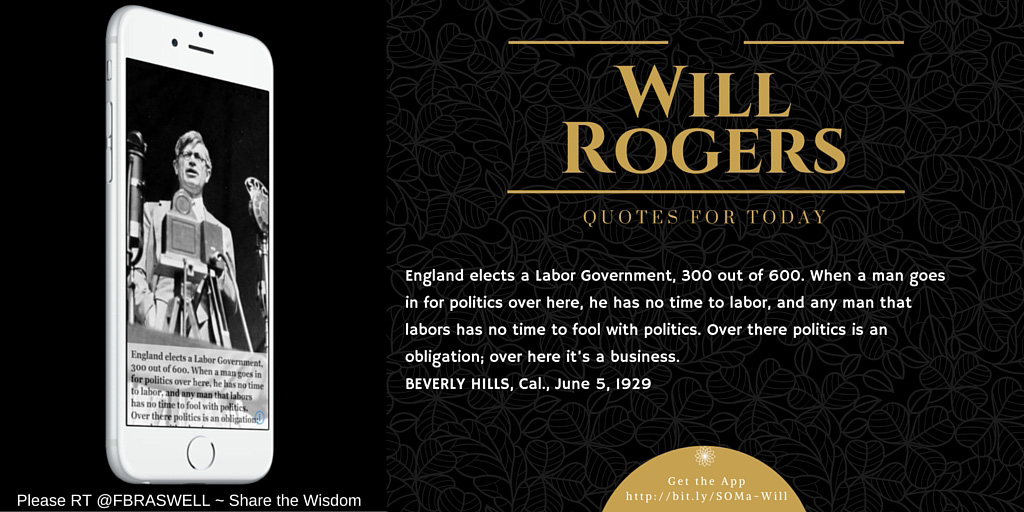 England elects a Labor Government,
300 out of 600. When a man goes in
for politics over here, he has no time
to labor, and any man that labors
has no time to fool with politics.
Over there politics is an obligation;
Please RT @FBRASWELL ~ Share the Wisdom
WILL
ROGERS
QUOTES FOR TODAY
England elects a Labor Government, 300 out of 600. When a man goes
in for politics over here, he has no time to labor, and any man that
labors has no time to fool with politics. Over there politics is an
obligation; over here it's a business.
BEVERLY HILLS, Cal., June 5, 1929
Get the App
http://bit.ly/SOMa-Will